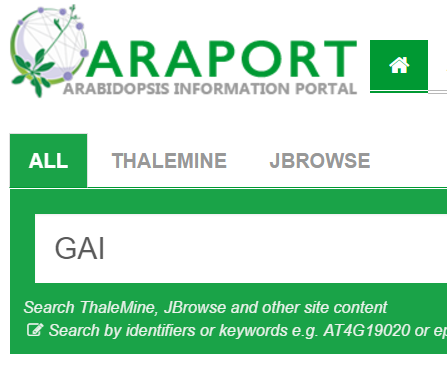 ARAPORT
ARABIDOPSIS INFORMATION PORTAL
ALL THALEMINE JBROWSE
GAI
Search ThaleMine, JBrowse and other site content
Search by identifiers or keywords e.g. AT4G19020 or ep